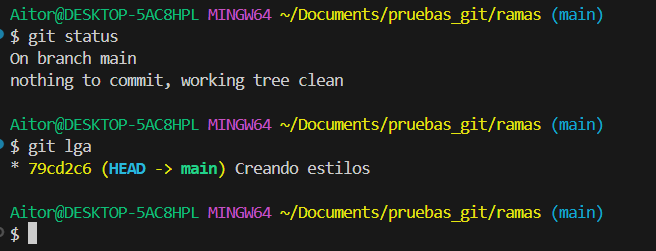 Aitor@DESKTOP-5AC8HPL MINGW64 ~/Documents/pruebas_git/ramas (main)
$ git status
On branch main
nothing to commit, working tree clean
Aitor@DESKTOP-5AC8HPL MINGW64 ~/Documents/pruebas_git/ramas (main)
$ git lga
* 79cd2c6 (HEAD -> main) Creando estilos
Aitor@DESKTOP-5AC8HPL MINGW64 ~/Documents/pruebas_git/ramas (main)
$